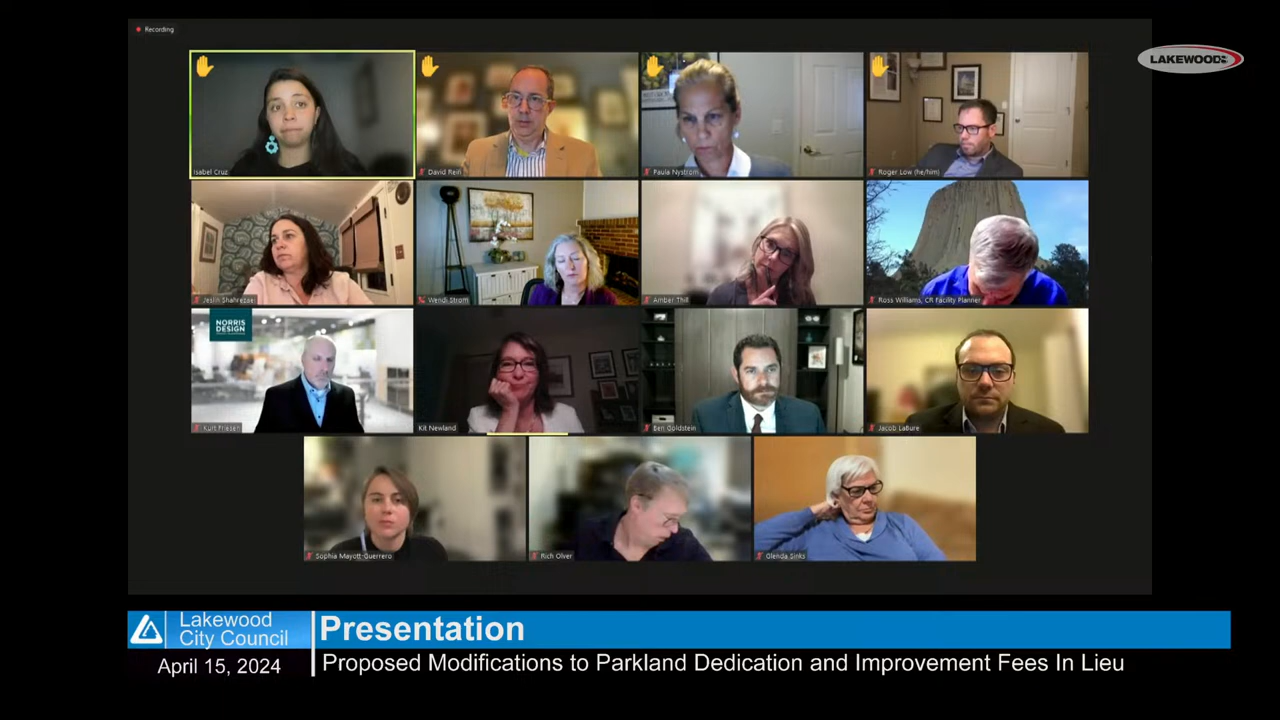 Recording
LAKEWOOD
Isabel Cruz
David Rein
Paula Nystrom
Roger Low (he/him)
Jeslin Shahrezaei
Wendi Strom
Amber Thill
Ross Williams, CR Facility Planner
NORRIS
DESIGN
Kurt Friesen
Kit Newland
Ben Goldstein
Jacob LaBure
Sophia Mayott-Guerrero
Rich Olver
Glenda Sinks
Lakewood
City Council
Presentation
April 15, 2024
Proposed Modifications to Parkland Dedication and Improvement Fees In Lieu